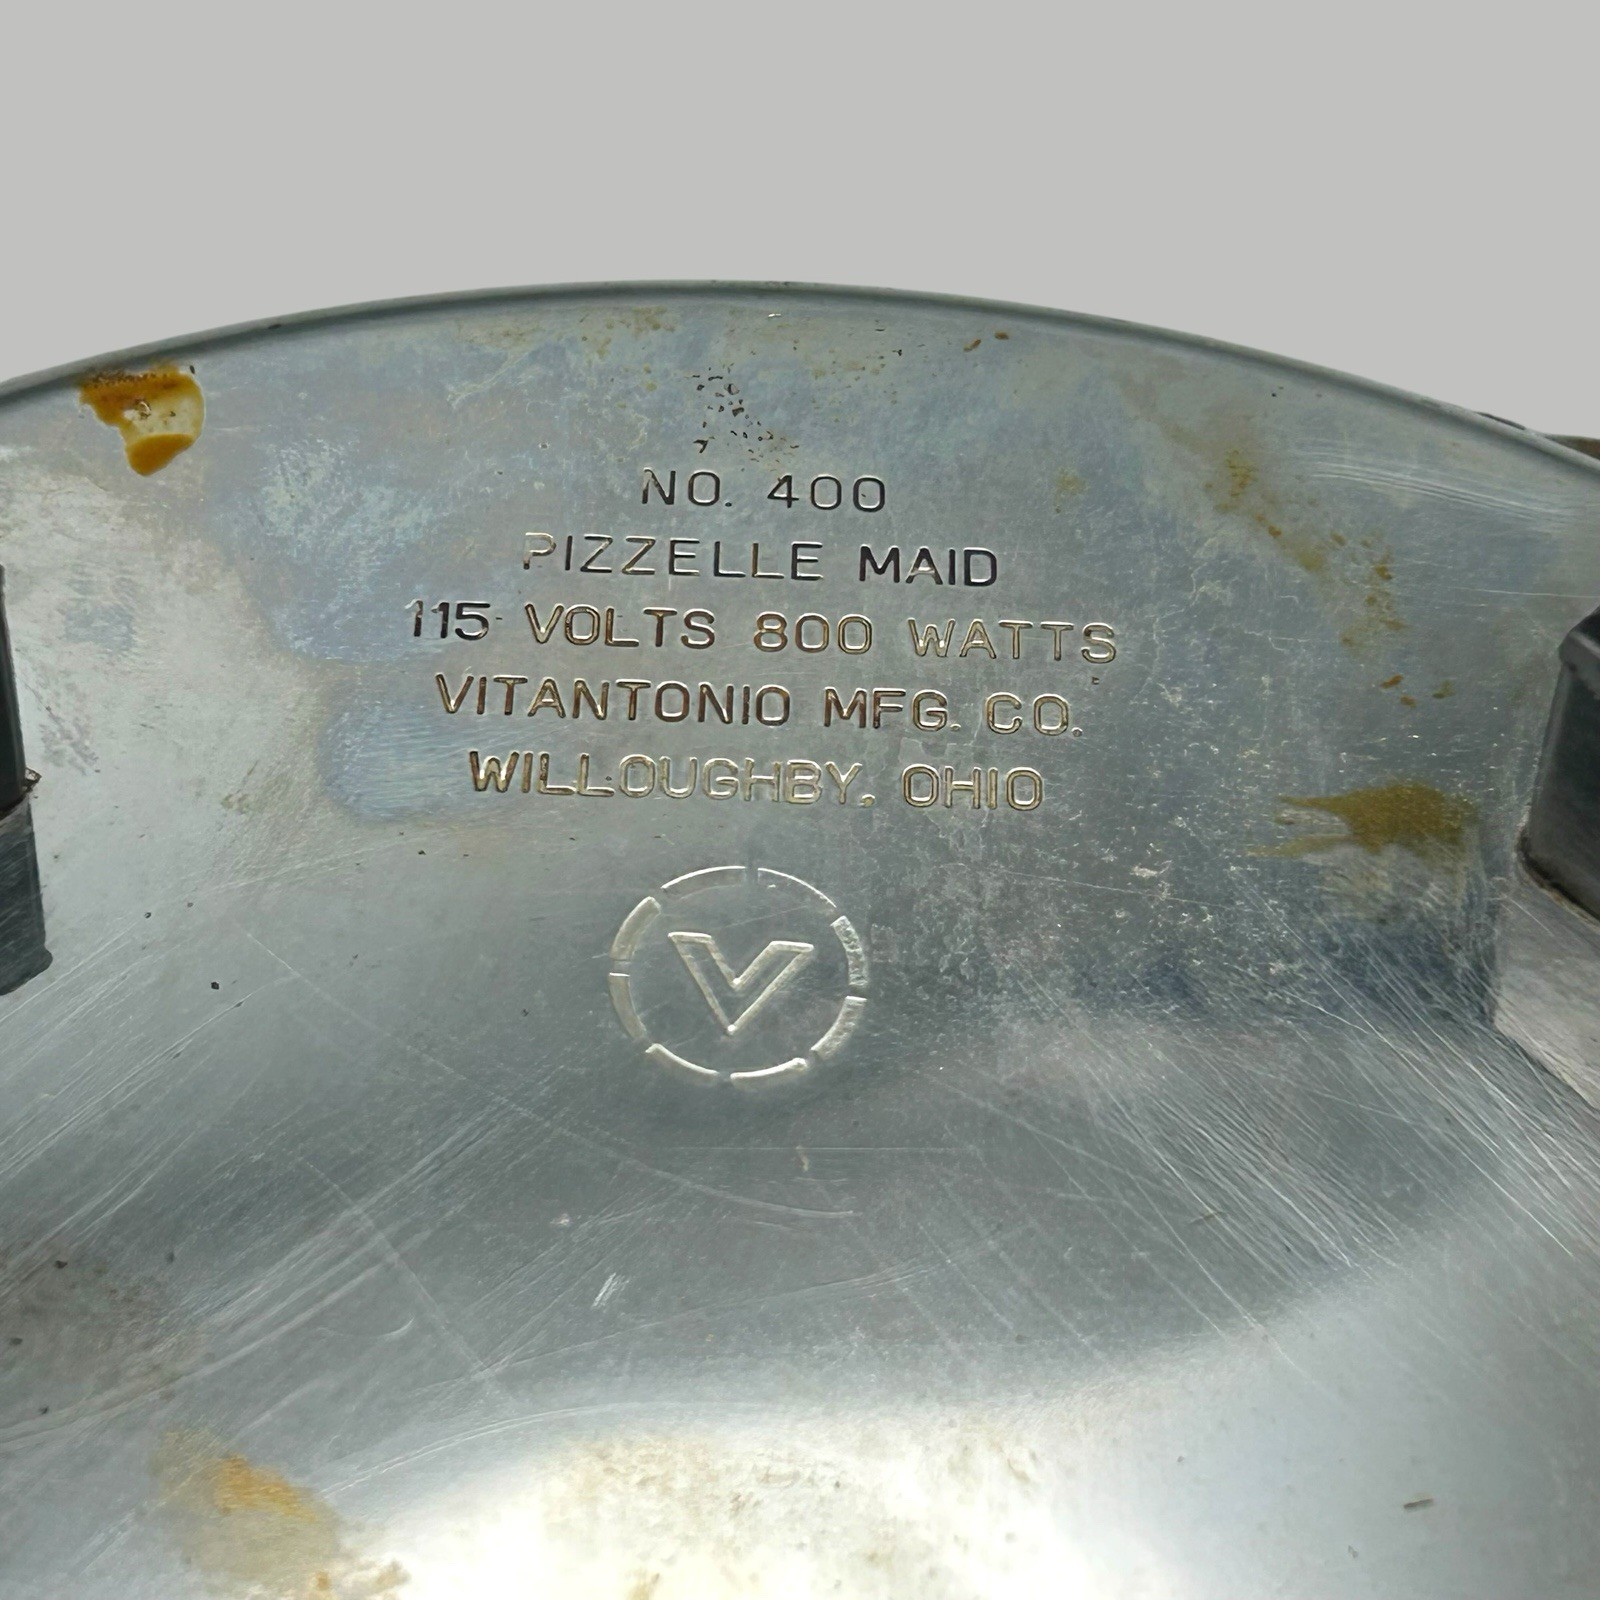 NO. 400
PIZZELLE MAID
115 VOLTS 800 WATTS
VITANTONIO MFG. CO.
WILLOUGHBY, OHIO
V